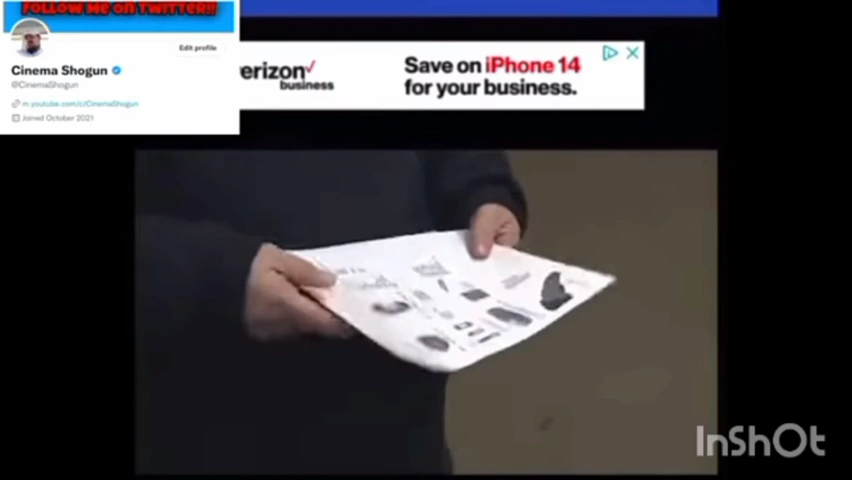 FOLLOW ME ON TWITTER!!
Edit profile
Cinema Shogun
@CinemaShogun
m.youtube.com/c/CinemaShogun
Joined October 2021
erizon✓
business
Save on iPhone 14
for your business.
InShOt